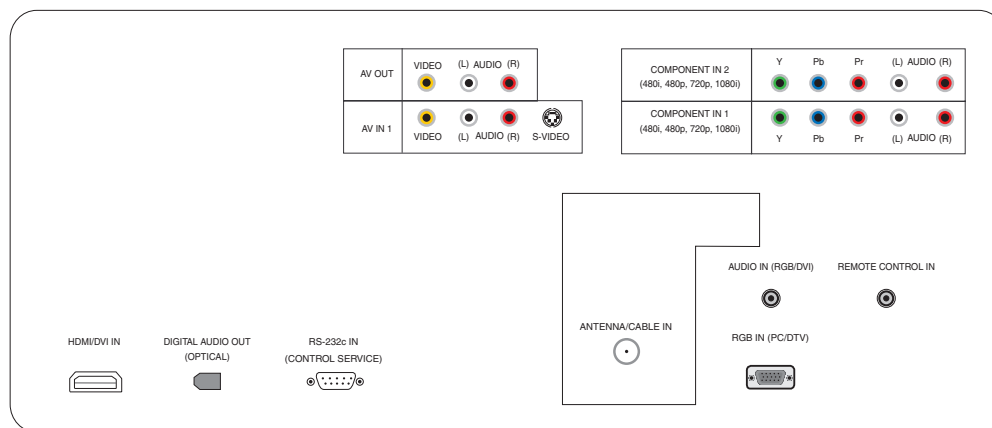 AV OUT
VIDEO (L) AUDIO (R)
AV IN 1
VIDEO (L) AUDIO (R) S-VIDEO
COMPONENT IN 2
(480i, 480p, 720p, 1080i)
Y Pb Pr (L) AUDIO (R)
COMPONENT IN 1
(480i, 480p, 720p, 1080i)
Y Pb Pr (L) AUDIO (R)
AUDIO IN (RGB/DVI)
REMOTE CONTROL IN
ANTENNA/CABLE IN
RGB IN (PC/DTV)
HDMI/DVI IN
DIGITAL AUDIO OUT
(OPTICAL)
RS-232c IN
(CONTROL SERVICE)